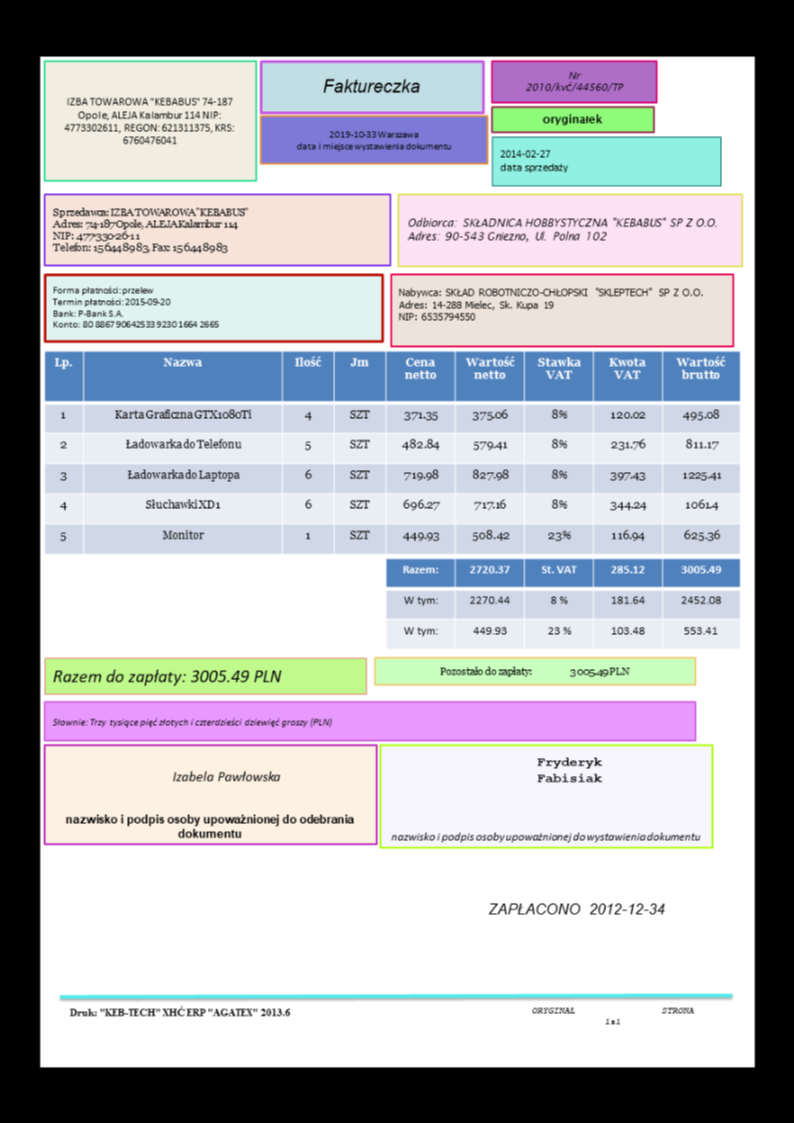 IZBA TOWAROWA "KEBABUS" 74-187
Opole, ALEJA Kalambur 114 NIP:
4773302611, REGON: 621311375, KRS:
6760476041
Faktureczka
2019-10-33 Warszawa
data i miejsce wystawienia dokumentu
Nr
2010/kvć/44560/TP
oryginałek
2014-02-27
data sprzedaży
Sprzedawca: IZBA TOWAROWA "KEBABUS"
Adres: 74-187 Opole, ALEJA Kalambur 114
NIP: 477-330-26-11
Telefon: 156448983, Fax: 156448983
Odbiorca: SKŁADNICA HOBBYSTYCZNA "KEBABUS" SP Z O.O.
Adres: 90-543 Gniezno, Ul. Polna 102
Forma płatności: przelew
Termin płatności: 2015-09-20
Bank: P-Bank S.A.
Konto: 80 8867 9064 2533 9230 1664 2665
Nabywca: SKŁAD ROBOTNICZO-CHŁOPSKI "SKLEPTECH" SP Z O.O.
Adres: 14-288 Mielec, Sk. Kupa 19
NIP: 6535794550
Lp. Nazwa Ilość Jm Cena netto Wartość netto Stawka VAT Kwota VAT Wartość brutto
1 Karta Graficzna GTX1080Ti 4 SZT 371.35 375.06 8% 120.02 495.08
2 Ładowarka do Telefonu 5 SZT 482.84 579.41 8% 231.76 811.17
3 Ładowarka do Laptopa 6 SZT 719.98 827.98 8% 397.43 1225.41
4 Słuchawki XD1 6 SZT 696.27 717.16 8% 344.24 1061.4
5 Monitor 1 SZT 449.93 508.42 23% 116.94 625.36
Razem: 2720.37 St. VAT 285.12 3005.49
W tym: 2270.44 8 % 181.64 2452.08
W tym: 449.93 23 % 103.48 553.41
Razem do zapłaty: 3005.49 PLN
Pozostało do zapłaty: 3005.49 PLN
Słownie: Trzy tysiące pięć złotych i czterdzieści dziewięć groszy (PLN)
Izabela Pawłowska
nazwisko i podpis osoby upoważnionej do odebrania
dokumentu
Fryderyk
Fabisiak
nazwisko i podpis osoby upoważnionej do wystawienia dokumentu
ZAPŁACONO 2012-12-34
Druk: "KEB-TECH" XHĆ ERP "AGATEX" 2013.6
ORYGINAŁ STRONA
1 z 1